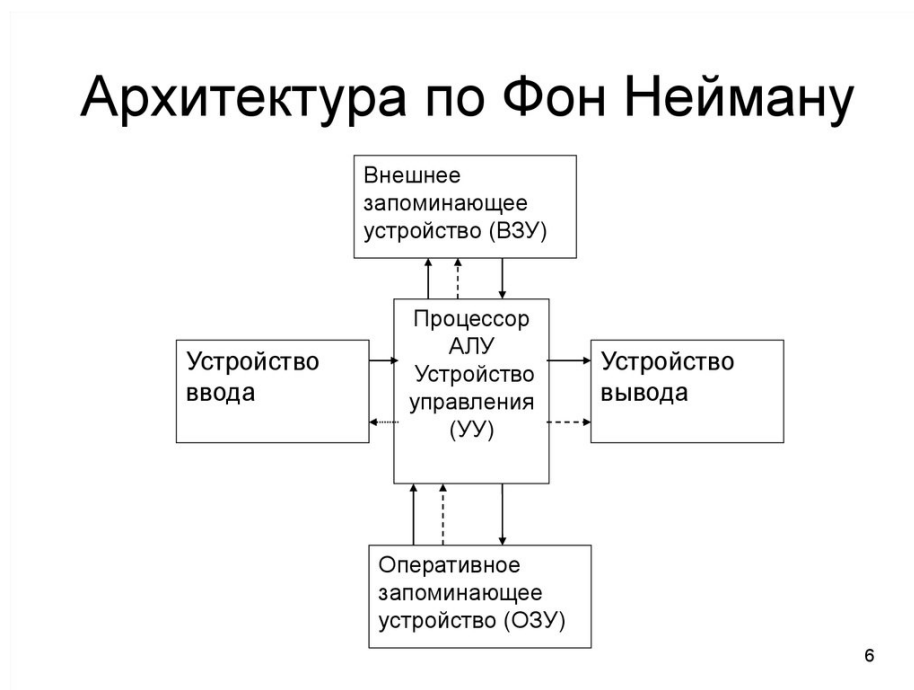 Архитектура по Фон Нейману
Внешнее
запоминающее
устройство (ВЗУ)
Устройство
ввода
Процессор
АЛУ
Устройство
управления
(УУ)
Устройство
вывода
Оперативное
запоминающее
устройство (ОЗУ)
6